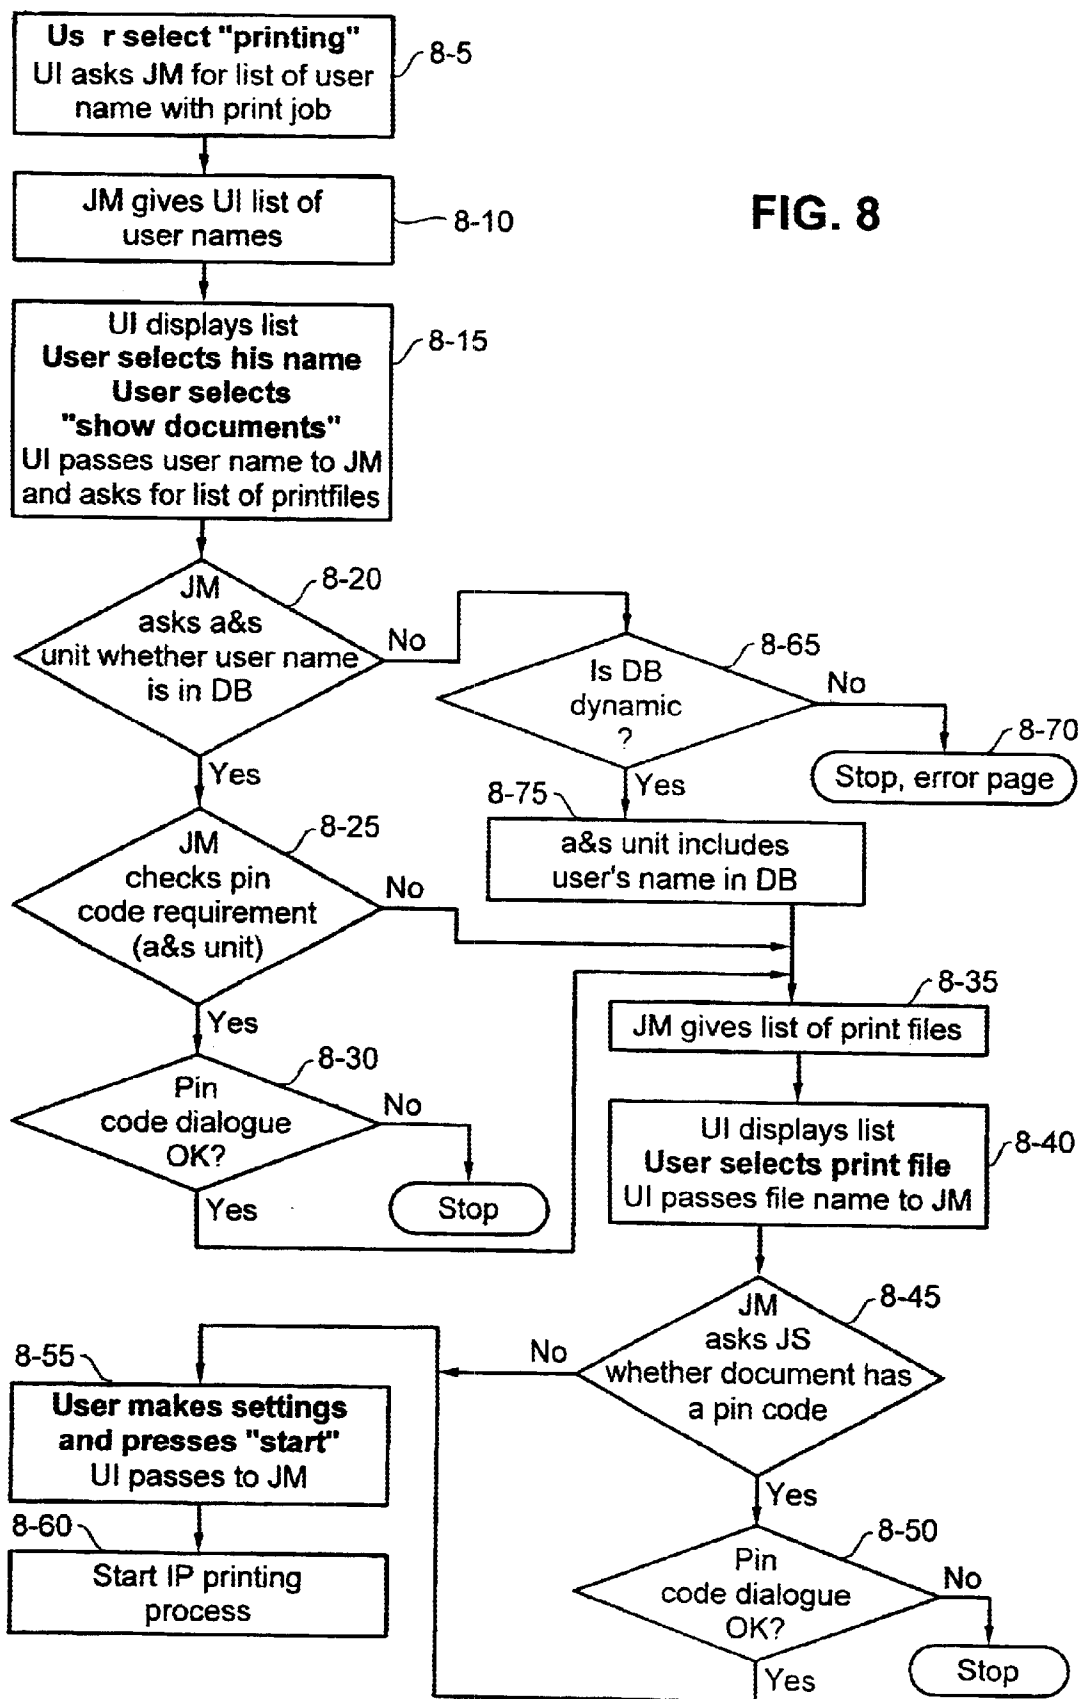 Us r select "printing"
UI asks JM for list of user
name with print job
8-5
JM gives UI list of
user names
8-10
FIG. 8
UI displays list
User selects his name
User selects
"show documents"
UI passes user name to JM
and asks for list of printfiles
8-15
JM
asks a&s
unit whether user name
is in DB
8-20
No
Yes
Is DB
dynamic
?
8-65
No
Yes
8-70
Stop, error page
8-75
a&s unit includes
user's name in DB
JM
checks pin
code requirement
(a&s unit)
8-25
No
Yes
8-35
JM gives list of print files
Pin
code dialogue
OK?
8-30
No
Yes
Stop
UI displays list
User selects print file
UI passes file name to JM
8-40
JM
asks JS
whether document has
a pin code
8-45
No
Yes
8-55
User makes settings
and presses "start"
UI passes to JM
8-60
Start IP printing
process
Pin
code dialogue
OK?
8-50
No
Yes
Stop